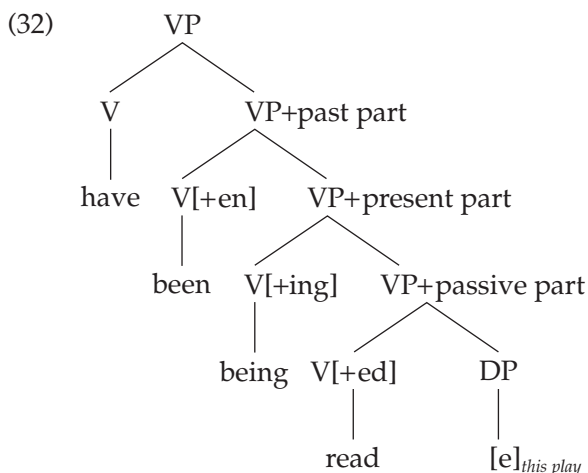 (32) VP
V VP+past part
have V[+en] VP+present part
been V[+ing] VP+passive part
being V[+ed] DP
read [e]this play